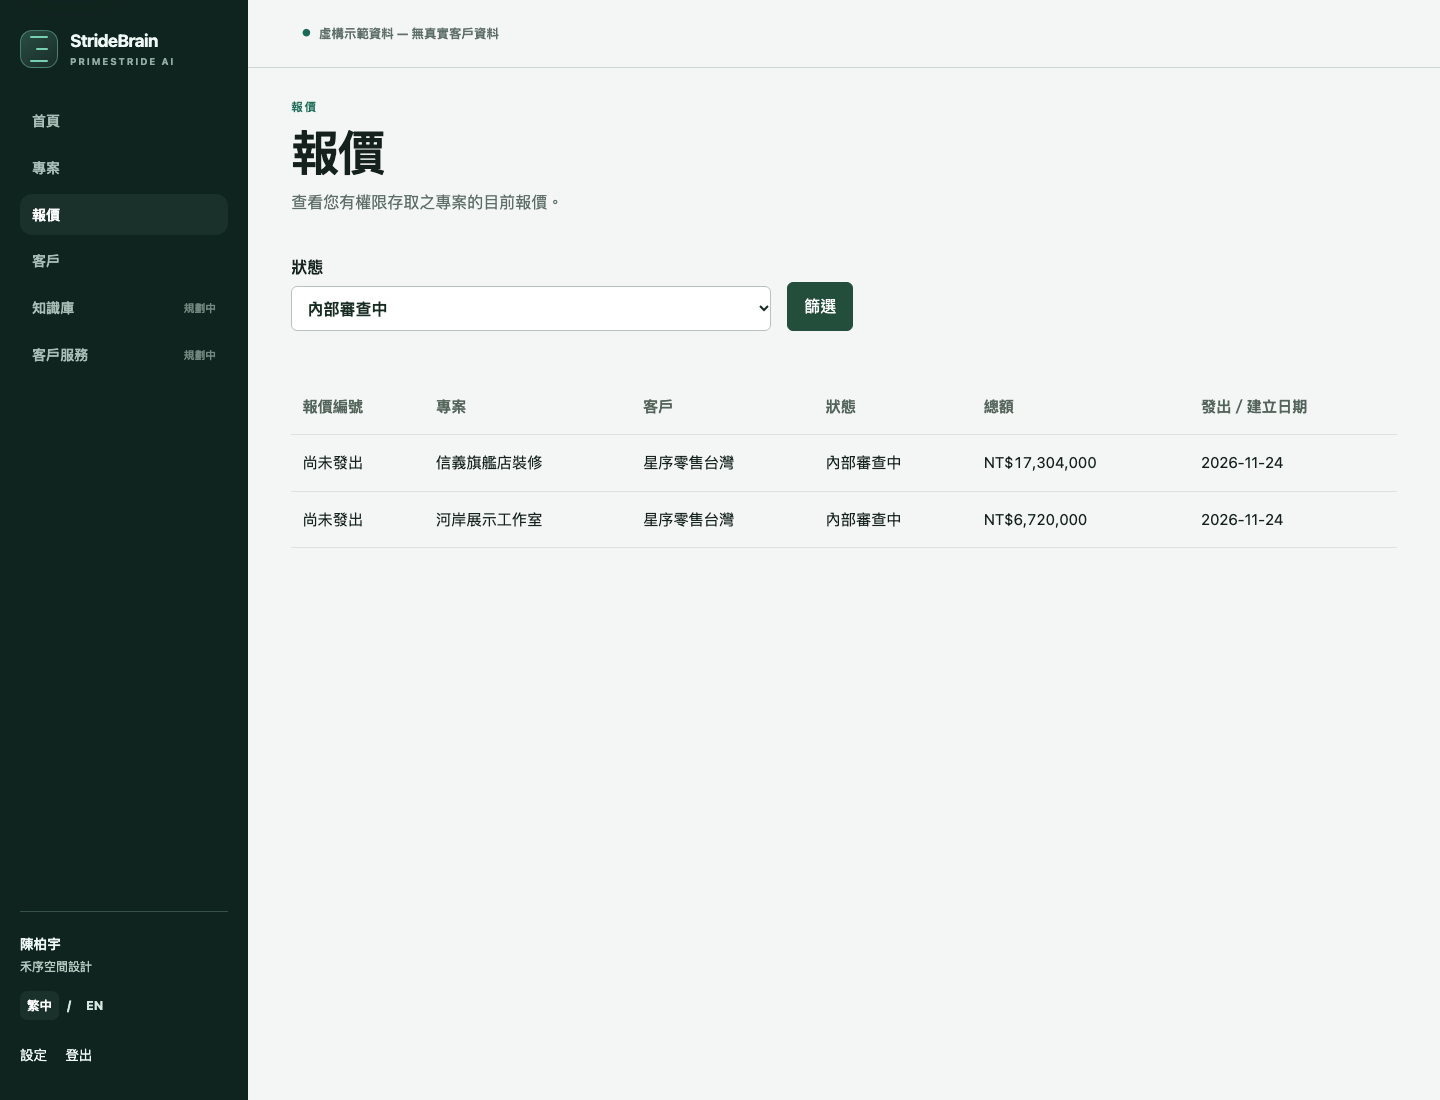 StrideBrain
PRIMESTRIDE AI
首頁
專案
報價
客戶
知識庫 規劃中
客戶服務 規劃中
陳柏宇
禾序空間設計
繁中 / EN
設定 登出
虛構示範資料 — 無真實客戶資料
報價
報價
查看您有權限存取之專案的目前報價。
狀態
內部審查中 篩選
報價編號 專案 客戶 狀態 總額 發出 / 建立日期
尚未發出 信義旗艦店裝修 星序零售台灣 內部審查中 NT$17,304,000 2026-11-24
尚未發出 河岸展示工作室 星序零售台灣 內部審查中 NT$6,720,000 2026-11-24